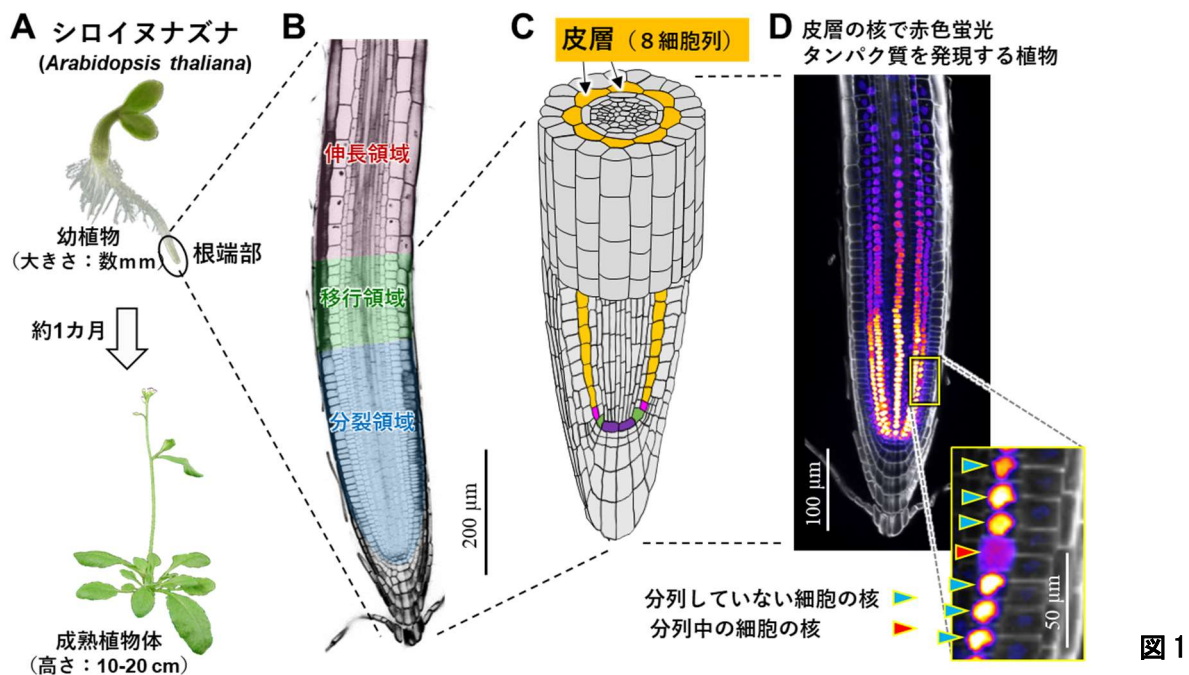 A シロイヌナズナ
(Arabidopsis thaliana)
幼植物
(大きさ：数mm)
根端部
約1カ月
成熟植物体
(高さ：10-20 cm)
B
伸長領域
移行領域
分裂領域
200 μm
C
皮層（８細胞列）
D 皮層の核で赤色蛍光
タンパク質を発現する植物
100 μm
50 μm
分列していない細胞の核
分列中の細胞の核
図1